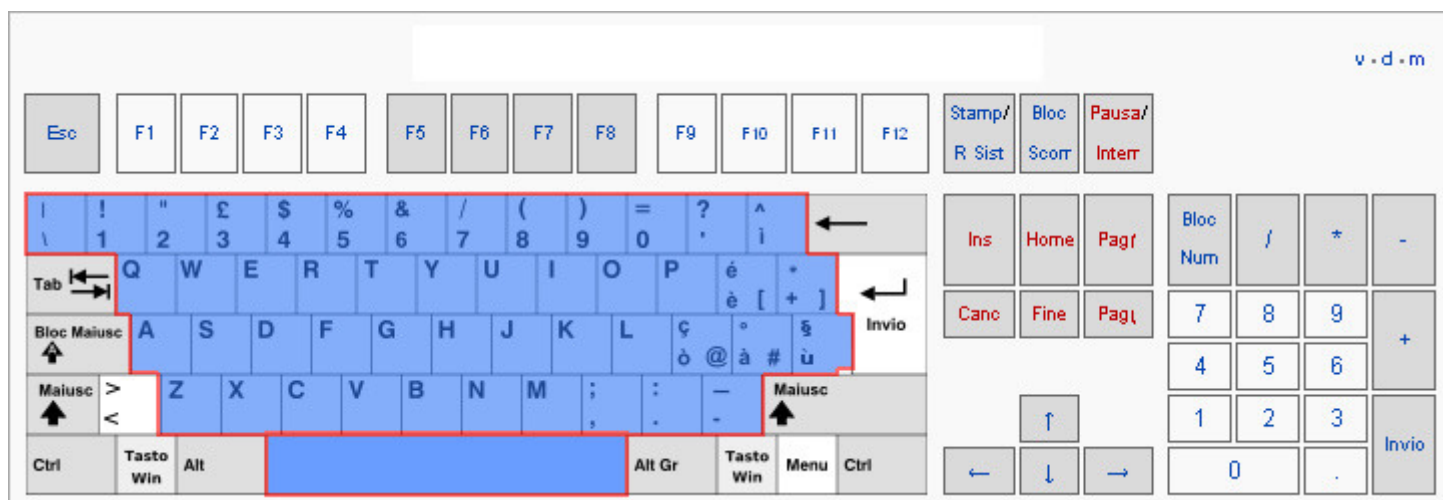 v · d · m
Esc F1 F2 F3 F4 F5 F6 F7 F8 F9 F10 F11 F12 Stamp/ Bloc Pausa/
R Sist Scorr Interr
| ! " £ $ % & / ( ) = ? ^
\ 1 2 3 4 5 6 7 8 9 0 ' ì
Ins Home Pag↑ Bloc / * -
Num
Tab Q W E R T Y U I O P é *
è [ + ]
Invio
Canc Fine Pag↓ 7 8 9 +
Bloc Maiusc A S D F G H J K L ç ° §
ò @ à # ù
4 5 6
Maiusc > Z X C V B N M ; : _ Maiusc
< , . -
↑ 1 2 3 Invio
Ctrl Tasto Alt Alt Gr Tasto Menu Ctrl
Win Win
← ↓ → 0 .